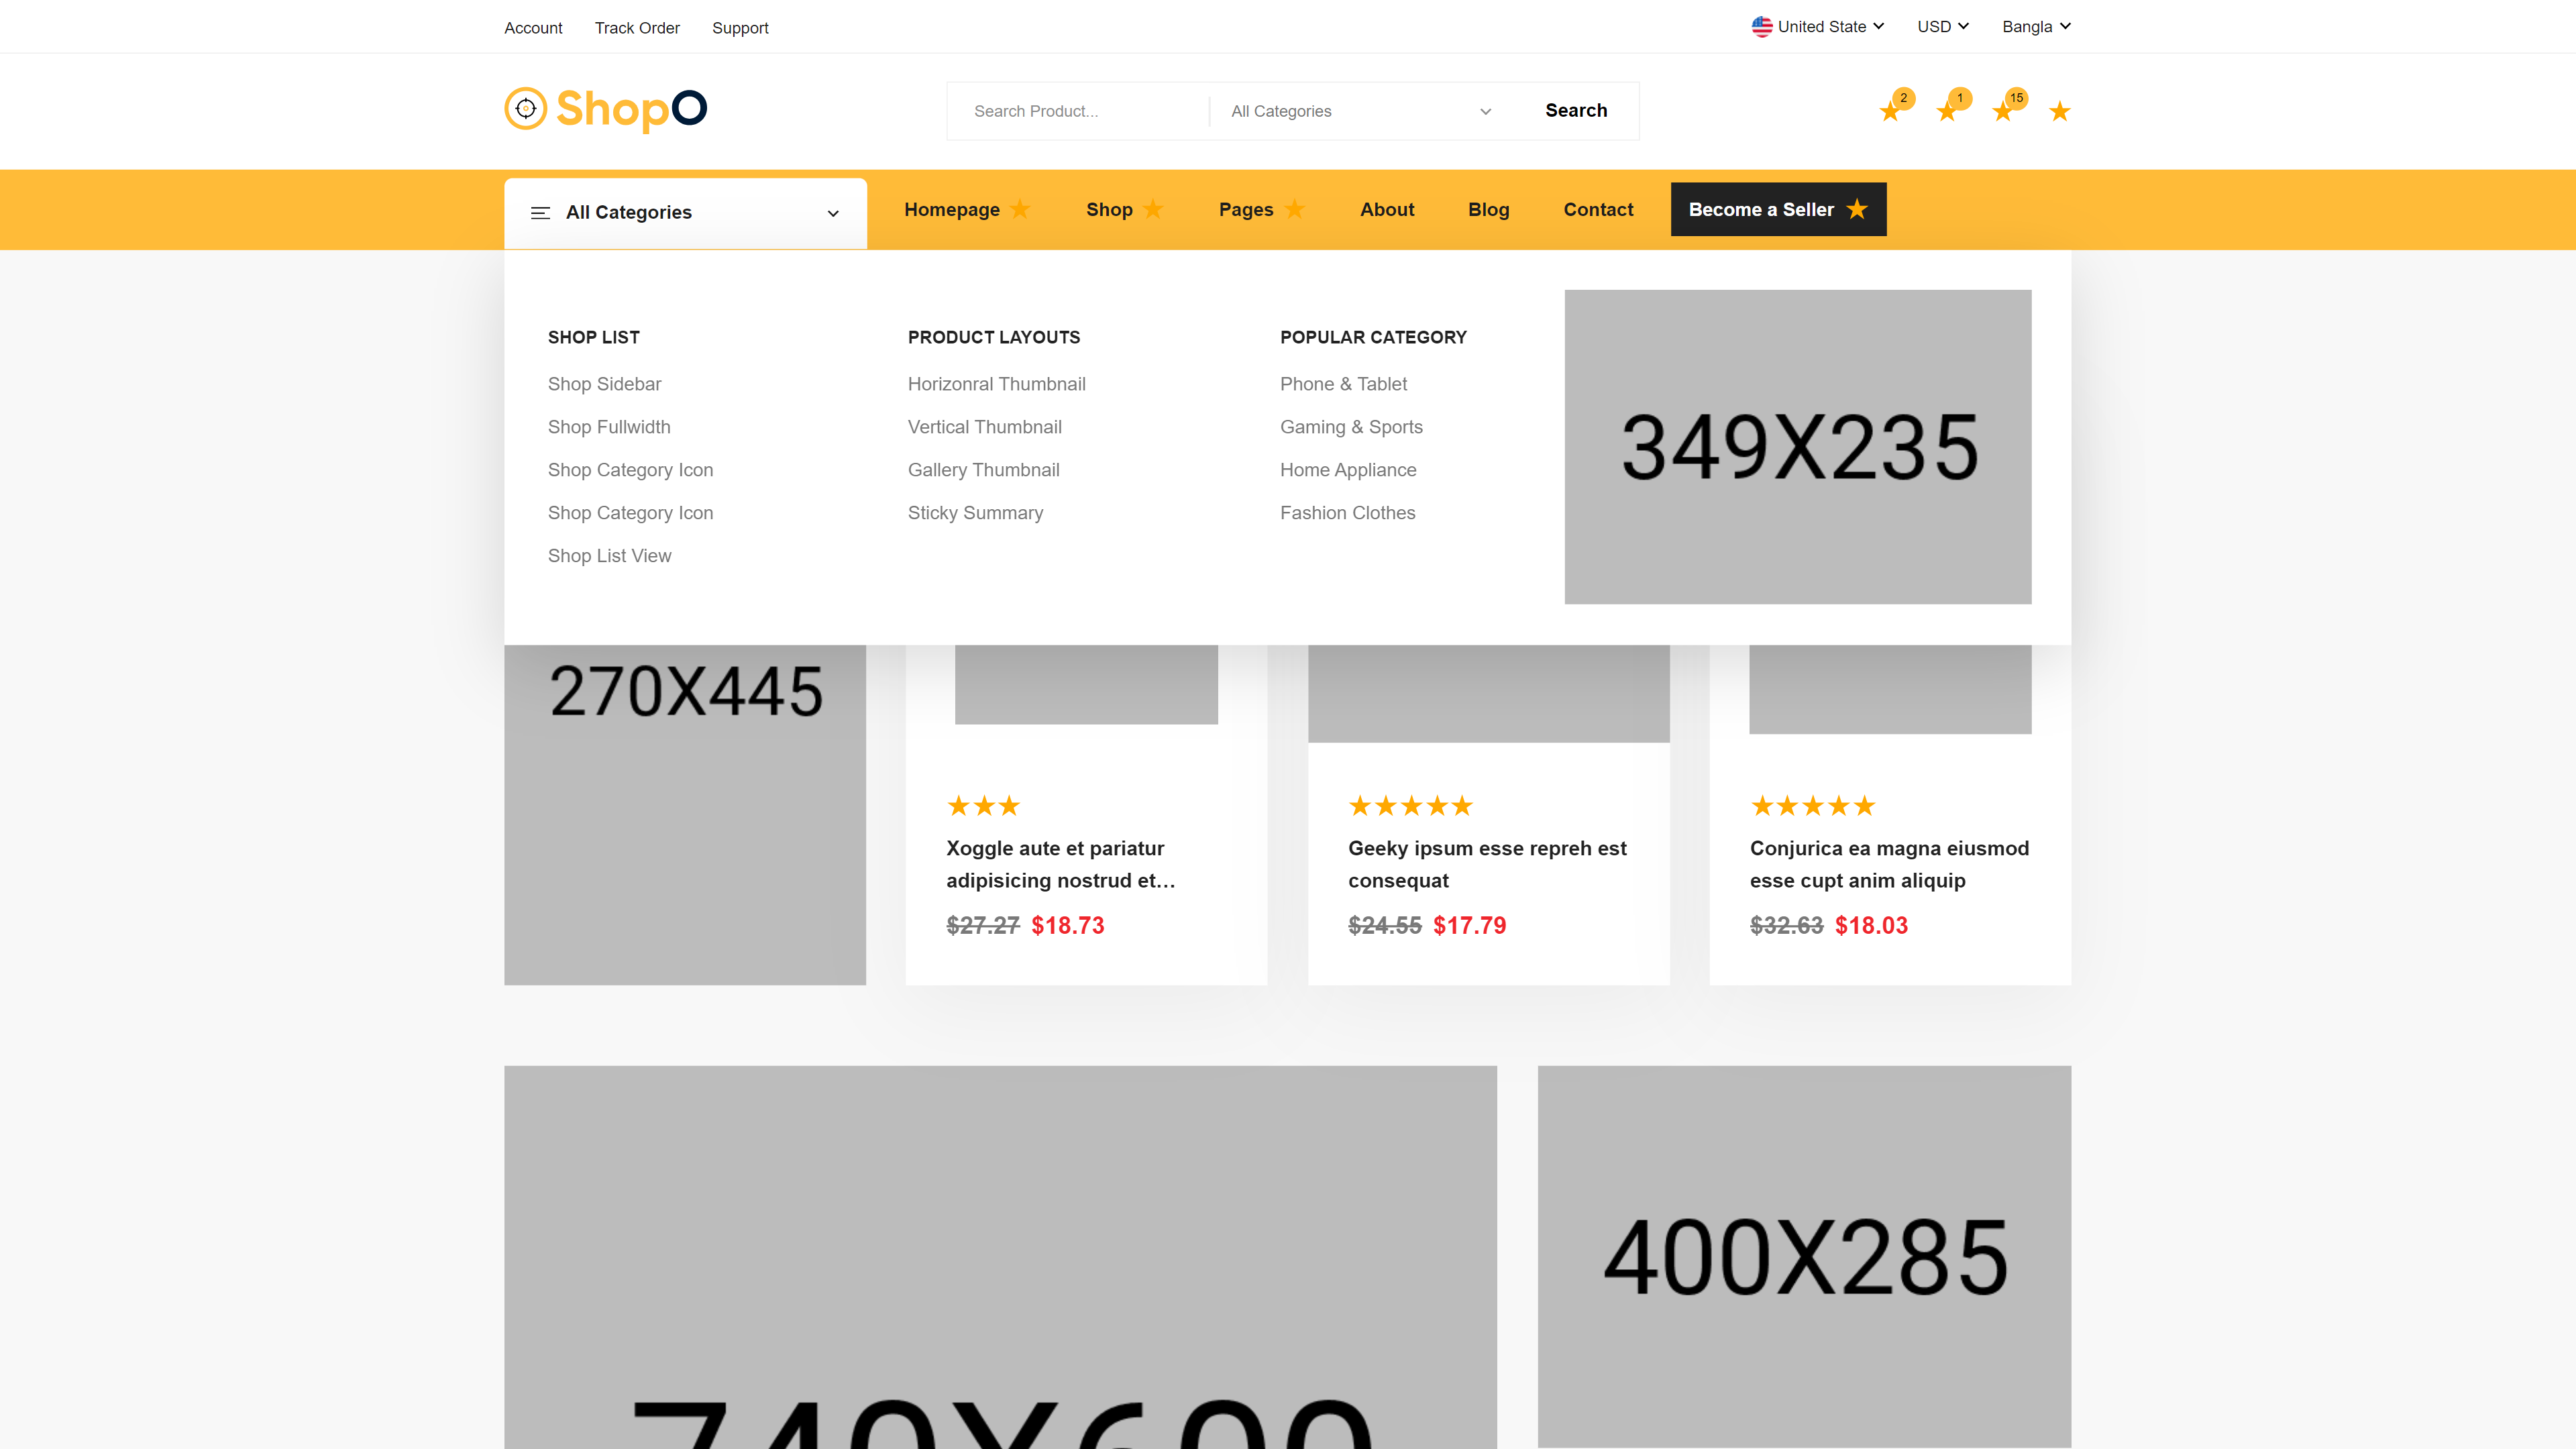 Account Track Order Support
United State USD Bangla
ShopO
Search Product... All Categories Search
2 1 15
All Categories
Homepage Shop Pages About Blog Contact Become a Seller
SHOP LIST
Shop Sidebar
Shop Fullwidth
Shop Category Icon
Shop Category Icon
Shop List View
PRODUCT LAYOUTS
Horizonral Thumbnail
Vertical Thumbnail
Gallery Thumbnail
Sticky Summary
POPULAR CATEGORY
Phone & Tablet
Gaming & Sports
Home Appliance
Fashion Clothes
349X235
270X445
Xoggle aute et pariatur
adipisicing nostrud et...
$27.27 $18.73
Geeky ipsum esse repreh est
consequat
$24.55 $17.79
Conjurica ea magna eiusmod
esse cupt anim aliquip
$32.63 $18.03
400X285